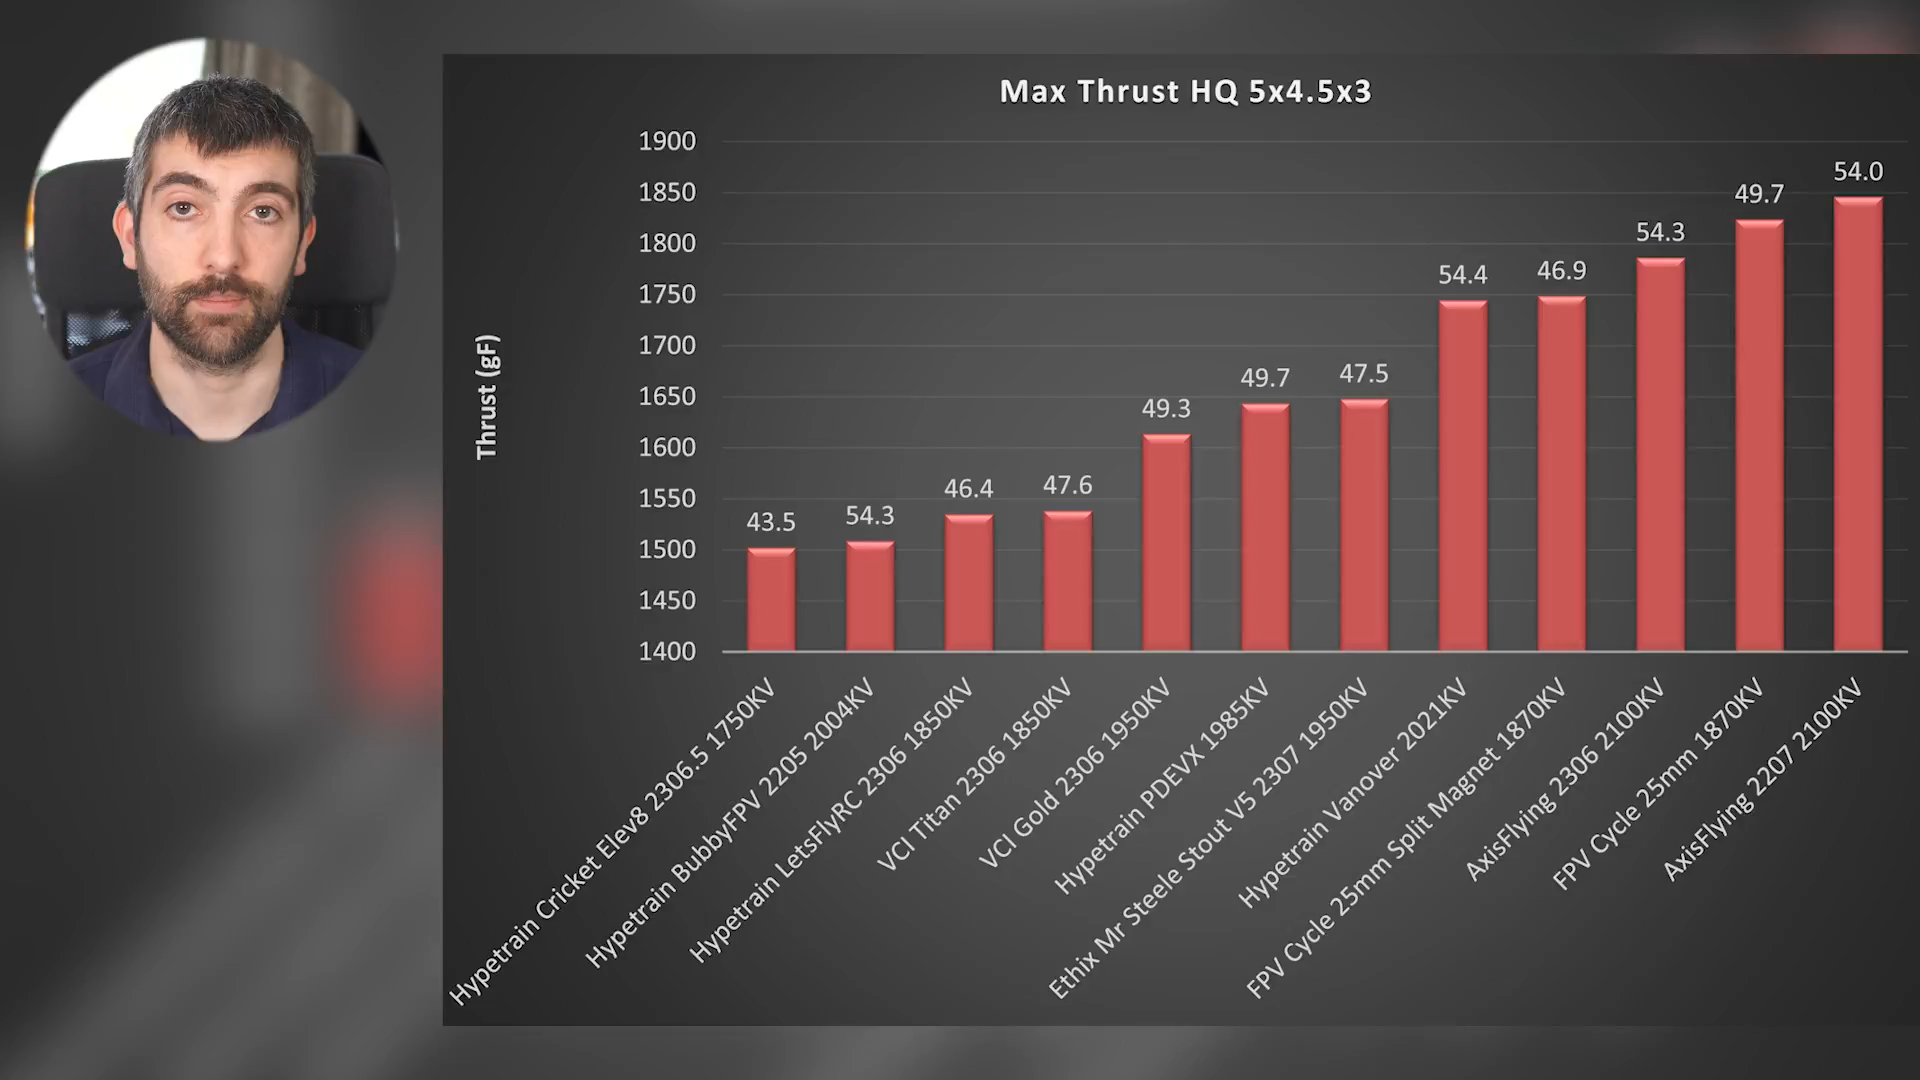 Max Thrust HQ 5x4.5x3
Thrust (gF)
1900
1850
1800
1750
1700
1650
1600
1550
1500
1450
1400
43.5
54.3
46.4
47.6
49.3
49.7
47.5
54.4
46.9
54.3
49.7
54.0
Hypetrain Cricket Elev8 2306.5 1750KV
Hypetrain BubbyFPV 2205 2004KV
Hypetrain LetsFlyRC 2306 1850KV
VCI Titan 2306 1850KV
VCI Gold 2306 1950KV
Hypetrain PDEVX 1985KV
Ethix Mr Steele Stout V5 2307 1950KV
Hypetrain Vanover 2021KV
FPV Cycle 25mm Split Magnet 1870KV
AxisFlying 2306 2100KV
FPV Cycle 25mm 1870KV
AxisFlying 2207 2100KV